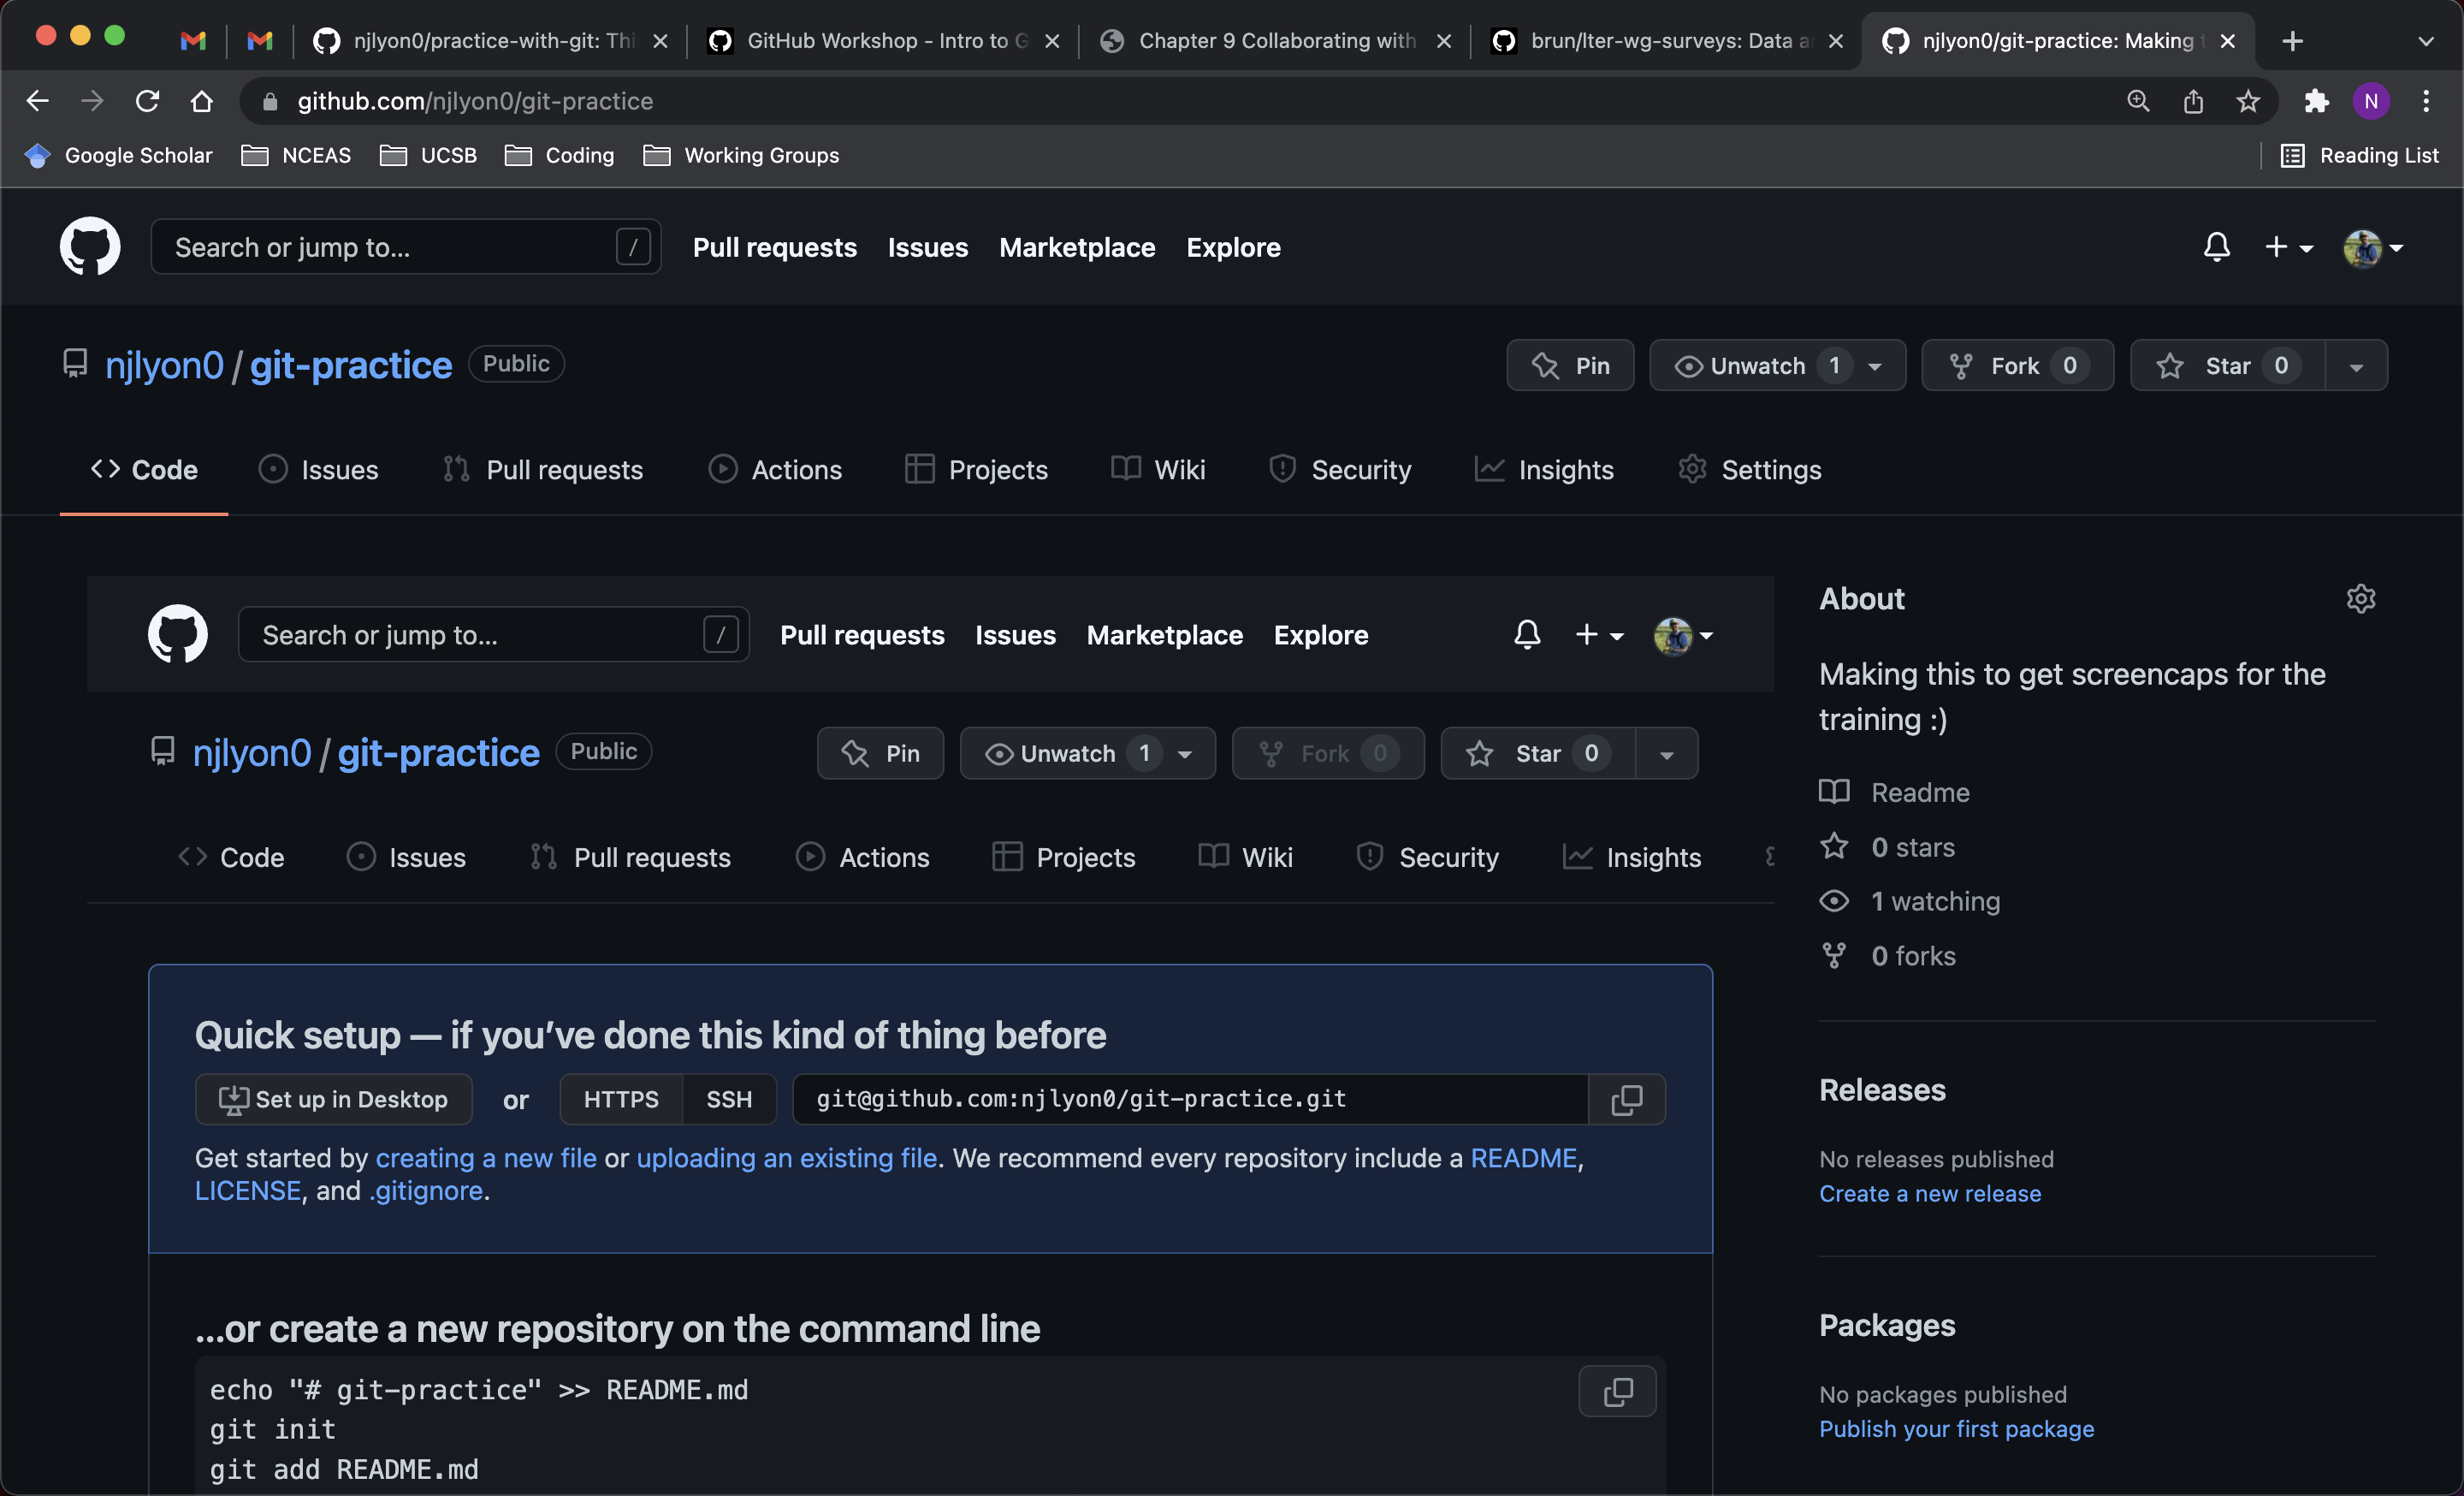 njlyon0/practice-with-git: Thi
GitHub Workshop - Intro to G
Chapter 9 Collaborating with
brun/lter-wg-surveys: Data a
njlyon0/git-practice: Making t
github.com/njlyon0/git-practice
N
Google Scholar NCEAS UCSB Coding Working Groups Reading List
Search or jump to... / Pull requests Issues Marketplace Explore
njlyon0 / git-practice Public Pin Unwatch 1 Fork 0 Star 0
Code Issues Pull requests Actions Projects Wiki Security Insights Settings
Search or jump to... / Pull requests Issues Marketplace Explore
njlyon0 / git-practice Public Pin Unwatch 1 Fork 0 Star 0
Code Issues Pull requests Actions Projects Wiki Security Insights
Quick setup — if you’ve done this kind of thing before
Set up in Desktop or HTTPS SSH git@github.com:njlyon0/git-practice.git
Get started by creating a new file or uploading an existing file. We recommend every repository include a README,
LICENSE, and .gitignore.
…or create a new repository on the command line
echo "# git-practice" >> README.md
git init
git add README.md
About
Making this to get screencaps for the
training :)
Readme
0 stars
1 watching
0 forks
Releases
No releases published
Create a new release
Packages
No packages published
Publish your first package